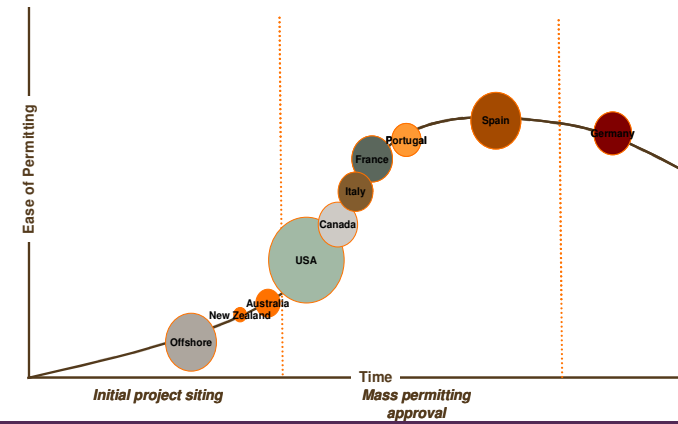 Ease of Permitting
Spain
Germany
Portugal
France
Italy
Canada
USA
Australia
New Zealand
Offshore
Time
Initial project siting
Mass permitting
approval